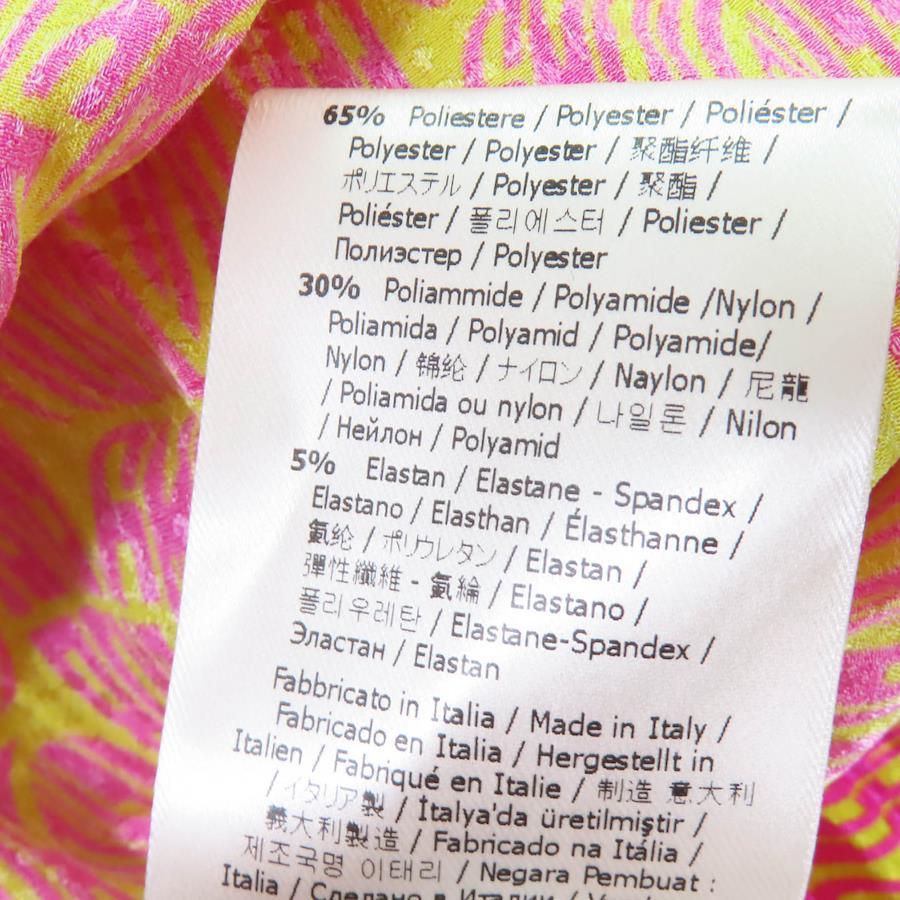 65% Poliestere / Polyester / Poliéster /
Polyester / Polyester / 聚酯纤维 /
ポリエステル / Polyester / 聚酯 /
Poliéster / 폴리에스터 / Poliester /
Полиэстер / Polyester
30% Poliammide / Polyamide /Nylon /
Poliamida / Polyamid / Polyamide/
Nylon / 锦纶 / ナイロン / Naylon / 尼龍
/ Poliamida ou nylon / 나일론 / Nilon
/ Нейлон / Polyamid
5% Elastan / Elastane - Spandex /
Elastano / Elasthan / Élasthanne /
氨纶 / ポリウレタン / Elastan /
彈性纖維 - 氨綸 / Elastano /
폴리우레탄 / Elastane-Spandex /
Эластан / Elastan
Fabbricato in Italia / Made in Italy /
Fabricado en Italia / Hergestellt in
Italien / Fabriqué en Italie / 制造 意大利
/ イタリア製 / İtalya'da üretilmiştir /
義大利製造 / Fabricado na Itália /
제조국명 이태리 / Negara Pembuat :
Italia / Сделано в Италии /